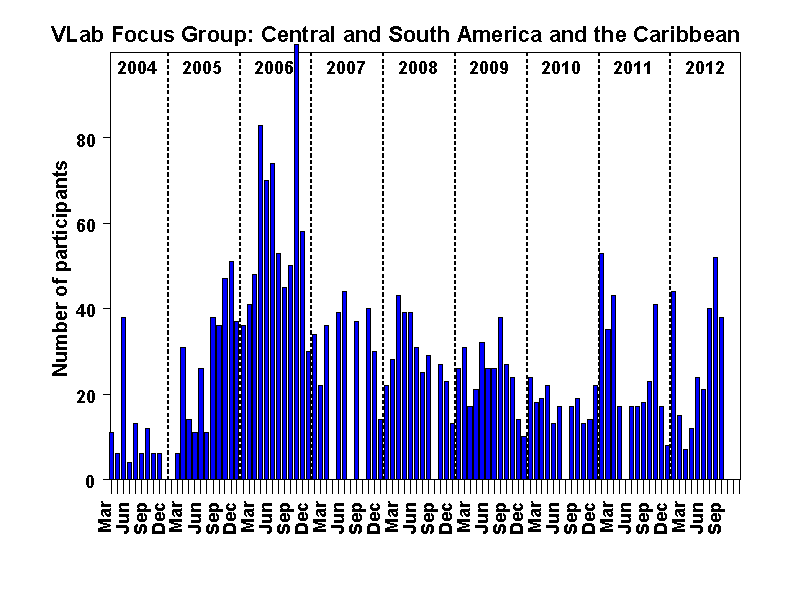 VLab Focus Group: Central and South America and the Caribbean
2004 2005 2006 2007 2008 2009 2010 2011 2012
Number of participants
80
60
40
20
0
Mar Jun Sep Dec Mar Jun Sep Dec Mar Jun Sep Dec Mar Jun Sep Dec Mar Jun Sep Dec Mar Jun Sep Dec Mar Jun Sep Dec Mar Jun Sep Dec Mar Jun Sep